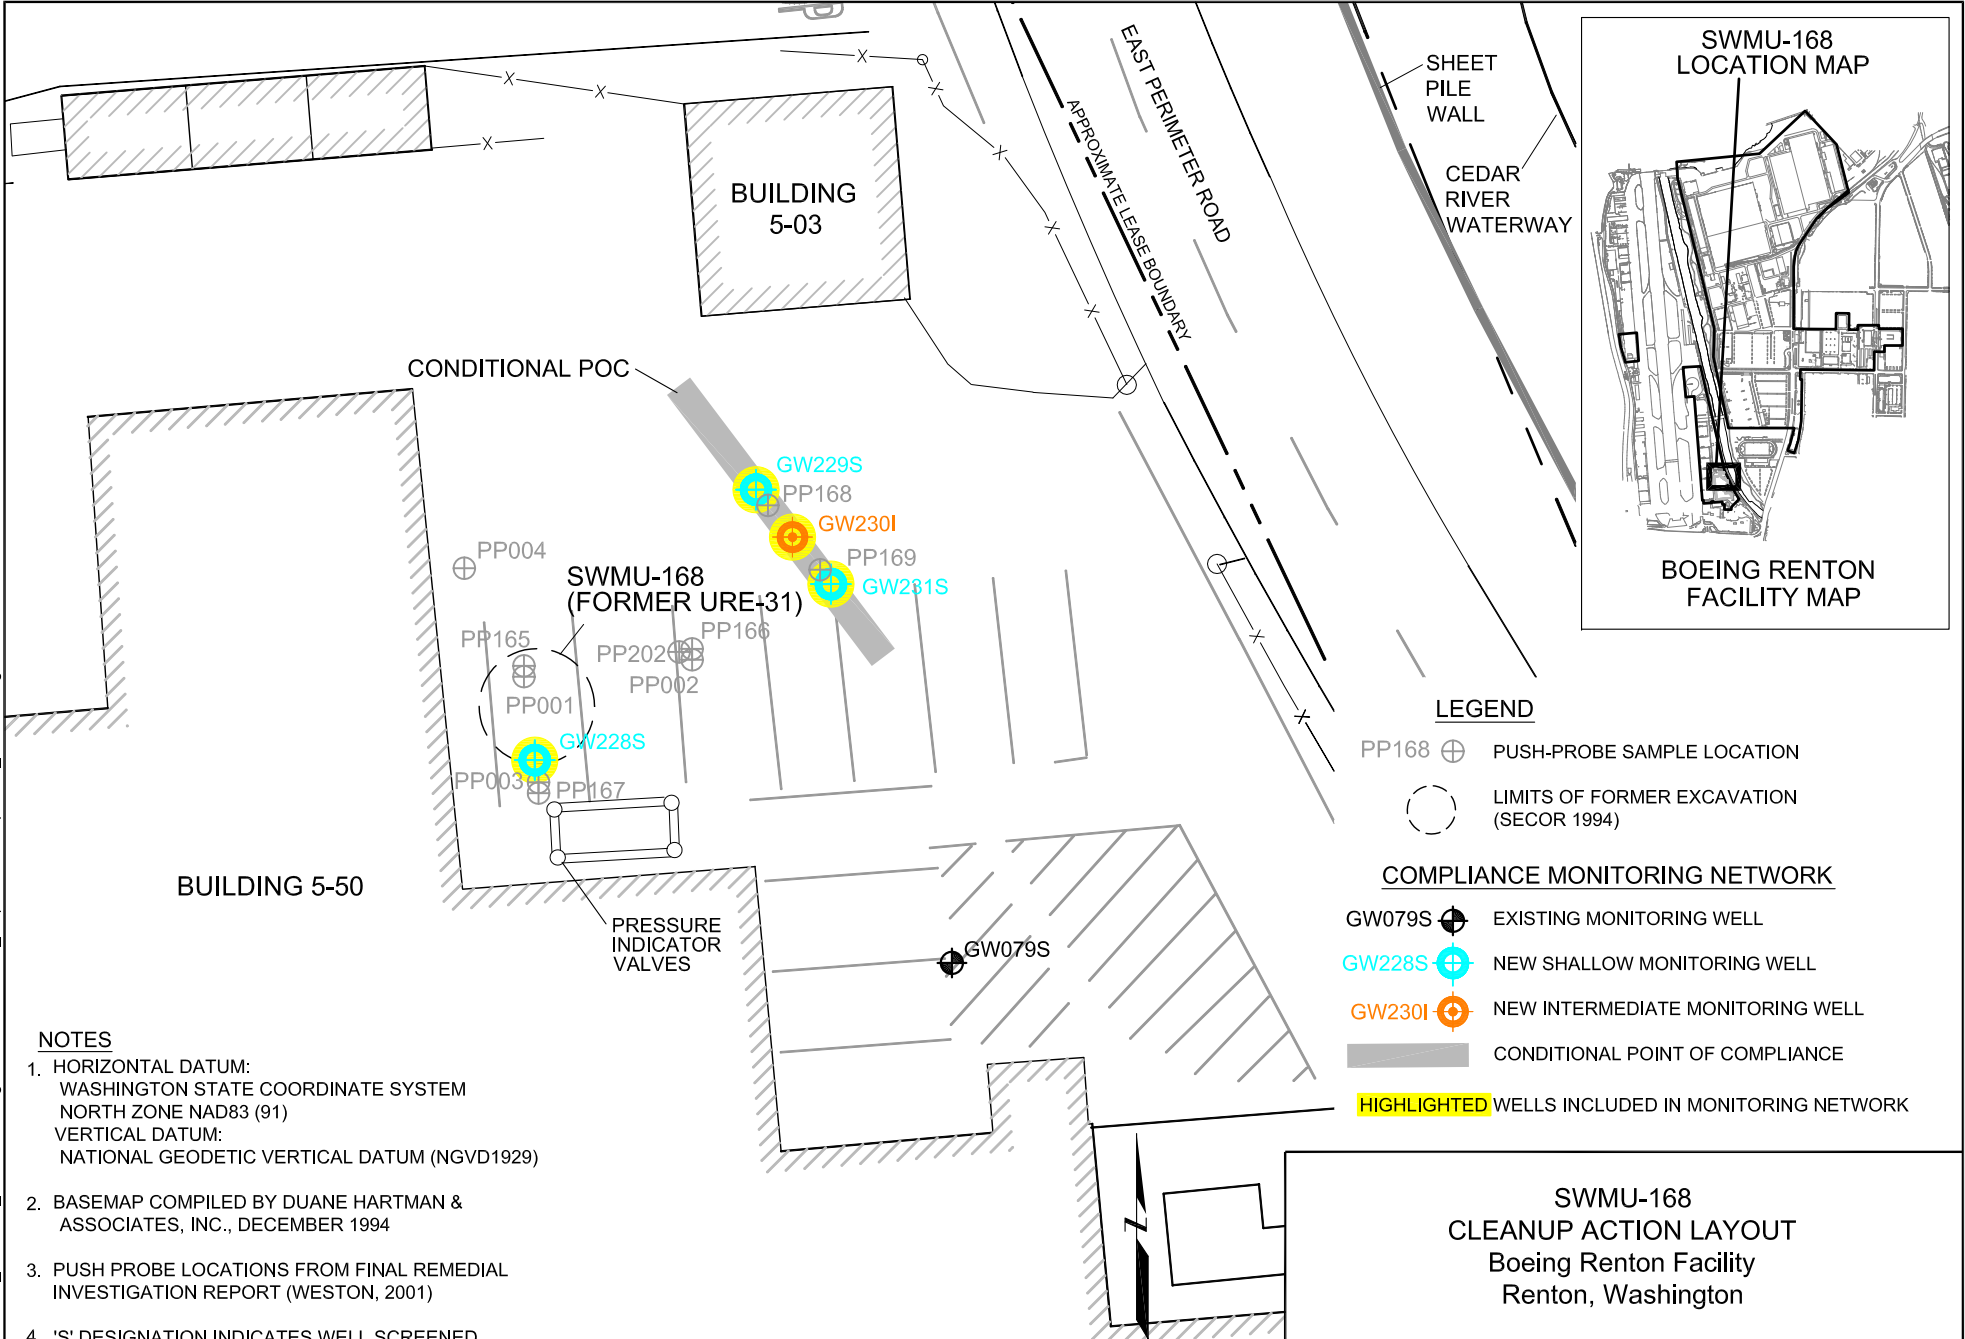 SWMU-168
LOCATION MAP
BOEING RENTON
FACILITY MAP
EAST PERIMETER ROAD
APPROXIMATE LEASE BOUNDARY
SHEET
PILE
WALL
CEDAR
RIVER
WATERWAY
BUILDING
5-03
CONDITIONAL POC
GW229S
PP168
GW230I
PP169
GW231S
PP004
SWMU-168
(FORMER URE-31)
PP165
PP166
PP202
PP002
PP001
GW228S
PP003
PP167
BUILDING 5-50
PRESSURE
INDICATOR
VALVES
GW079S
LEGEND
PP168 PUSH-PROBE SAMPLE LOCATION
LIMITS OF FORMER EXCAVATION
(SECOR 1994)
COMPLIANCE MONITORING NETWORK
GW079S EXISTING MONITORING WELL
GW228S NEW SHALLOW MONITORING WELL
GW230I NEW INTERMEDIATE MONITORING WELL
CONDITIONAL POINT OF COMPLIANCE
HIGHLIGHTED WELLS INCLUDED IN MONITORING NETWORK
NOTES
1. HORIZONTAL DATUM:
WASHINGTON STATE COORDINATE SYSTEM
NORTH ZONE NAD83 (91)
VERTICAL DATUM:
NATIONAL GEODETIC VERTICAL DATUM (NGVD1929)
2. BASEMAP COMPILED BY DUANE HARTMAN &
ASSOCIATES, INC., DECEMBER 1994
3. PUSH PROBE LOCATIONS FROM FINAL REMEDIAL
INVESTIGATION REPORT (WESTON, 2001)
4. 'S' DESIGNATION INDICATES WELL SCREENED
Z
SWMU-168
CLEANUP ACTION LAYOUT
Boeing Renton Facility
Renton, Washington